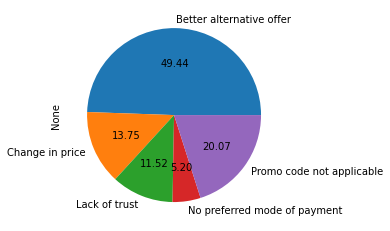 Better alternative offer
49.44
None
13.75
Change in price
11.52
Lack of trust
5.20
No preferred mode of payment
20.07
Promo code not applicable